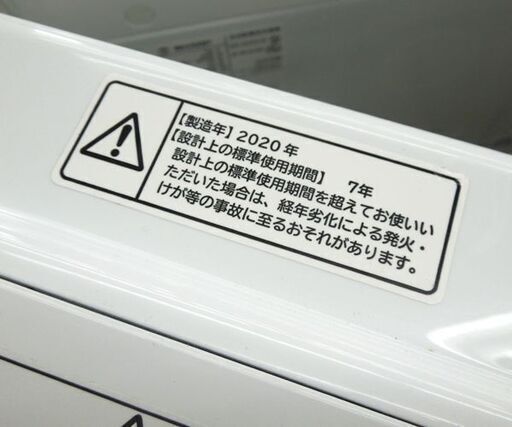 【製造年】2020年
【設計上の標準使用期間】 7年
設計上の標準使用期間を超えてお使いい
ただいた場合は、経年劣化による発火・
けが等の事故に至るおそれがあります。